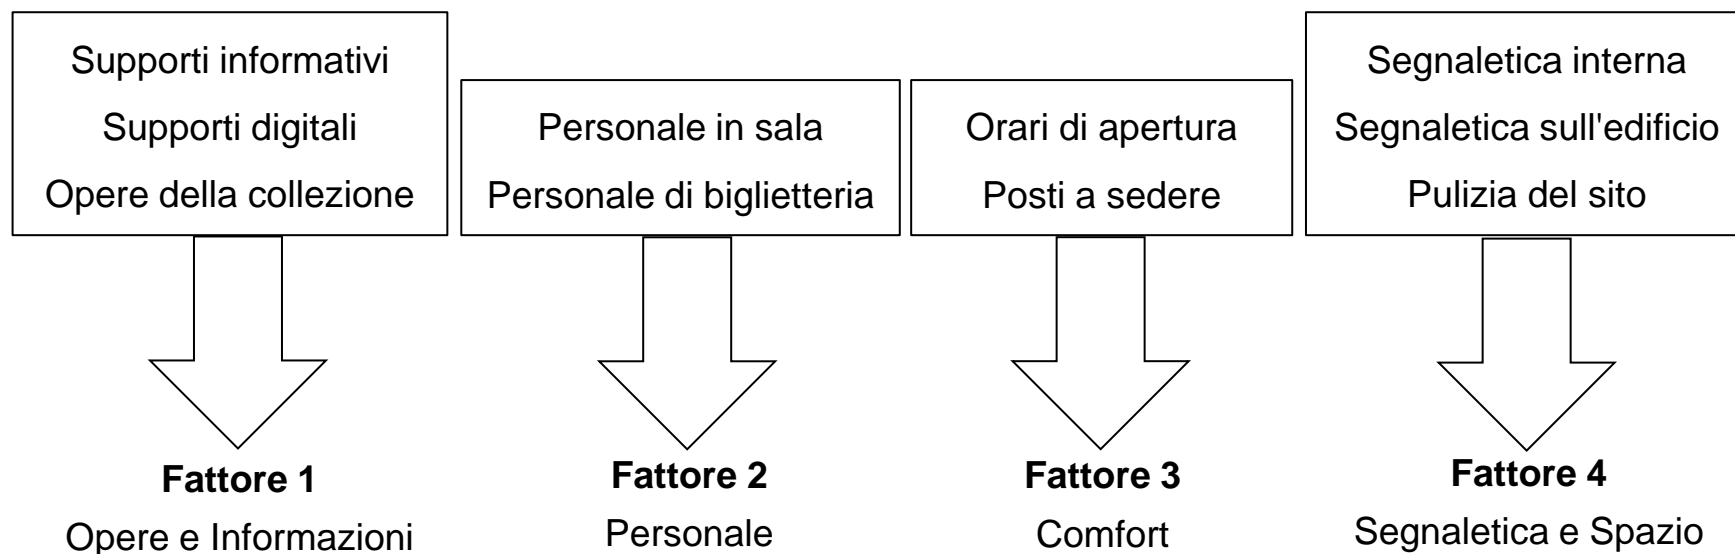 Supporti informativi
Supporti digitali
Opere della collezione
Personale in sala
Personale di biglietteria
Orari di apertura
Posti a sedere
Segnaletica interna
Segnaletica sull'edificio
Pulizia del sito
Fattore 1
Opere e Informazioni
Fattore 2
Personale
Fattore 3
Comfort
Fattore 4
Segnaletica e Spazio